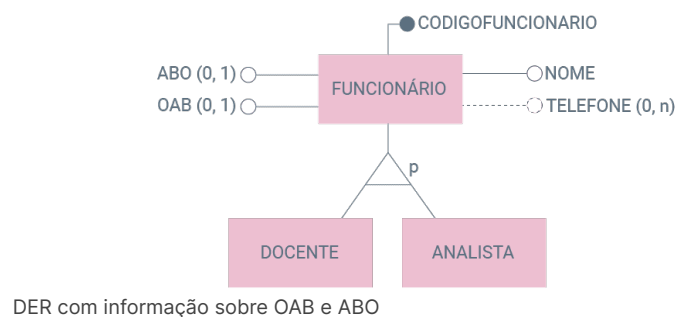 CODIGOFUNCIONARIO
ABO (0, 1)
FUNCIONÁRIO
NOME
OAB (0, 1)
TELEFONE (0, n)
p
DOCENTE
ANALISTA
DER com informação sobre OAB e ABO